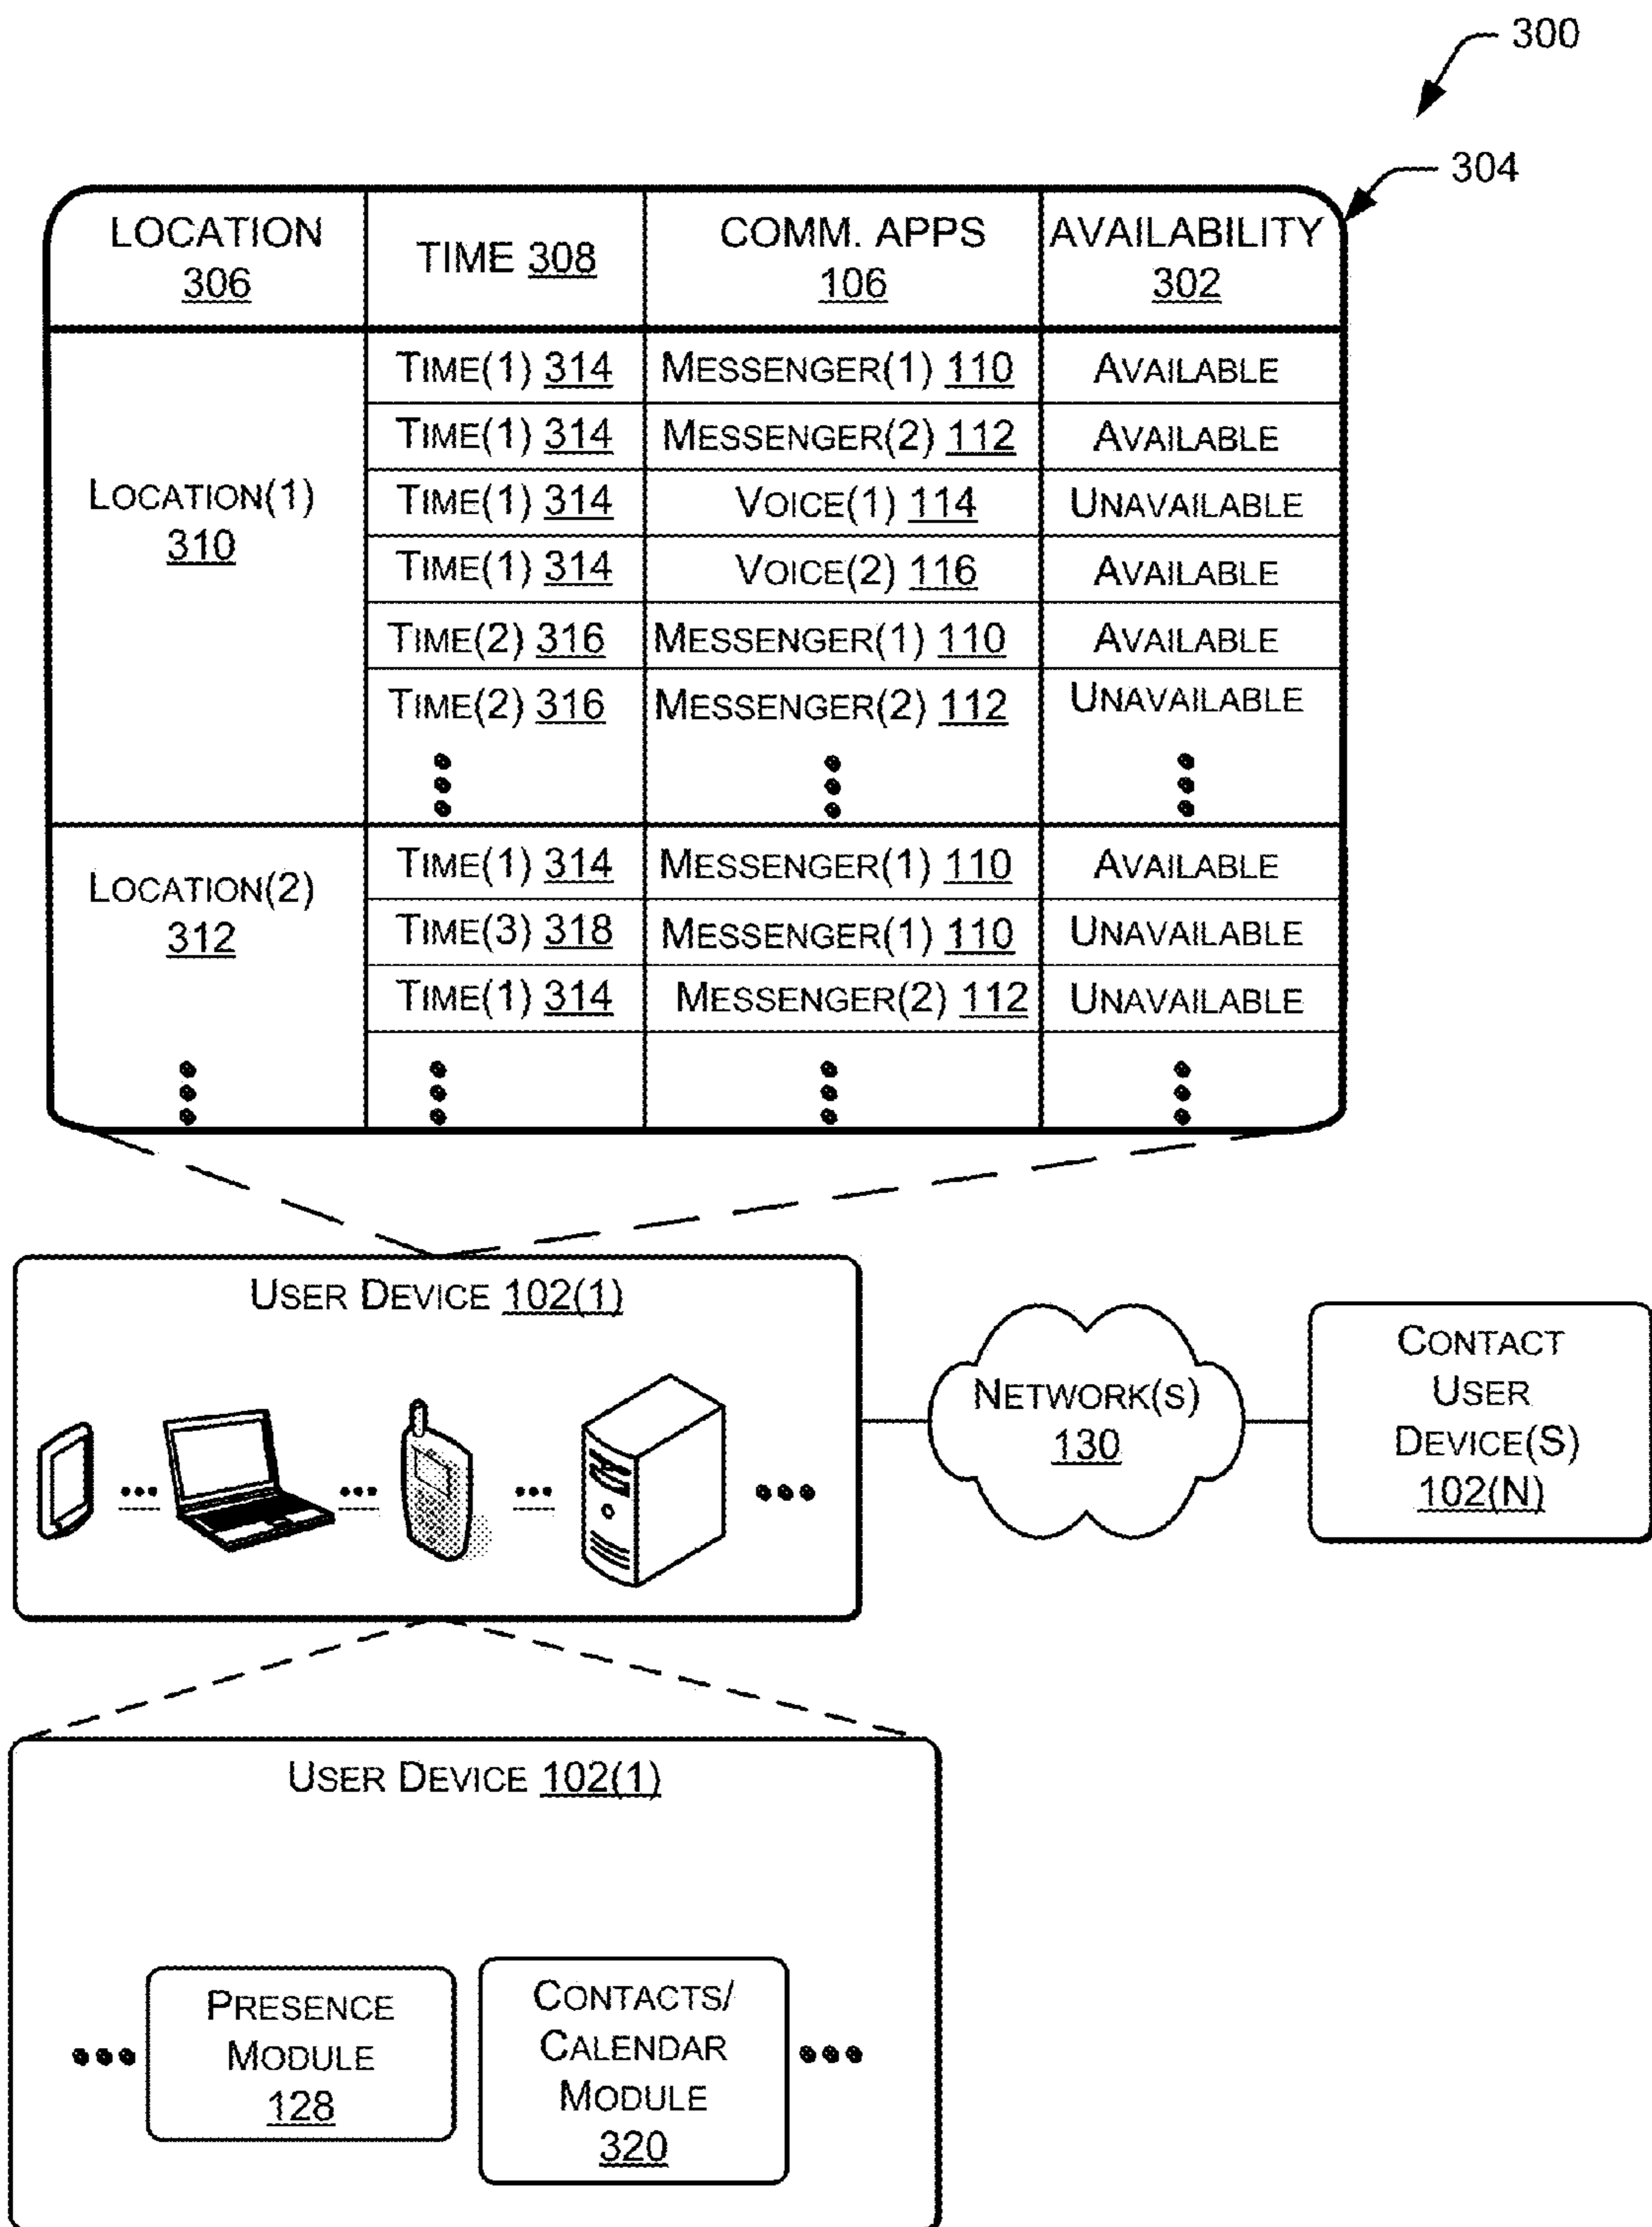 300
304
LOCATION
306
TIME 308
COMM. APPS
106
AVAILABILITY
302
LOCATION(1)
310
TIME(1) 314 MESSENGER(1) 110 AVAILABLE
TIME(1) 314 MESSENGER(2) 112 AVAILABLE
TIME(1) 314 VOICE(1) 114 UNAVAILABLE
TIME(1) 314 VOICE(2) 116 AVAILABLE
TIME(2) 316 MESSENGER(1) 110 AVAILABLE
TIME(2) 316 MESSENGER(2) 112 UNAVAILABLE
LOCATION(2)
312
TIME(1) 314 MESSENGER(1) 110 AVAILABLE
TIME(3) 318 MESSENGER(1) 110 UNAVAILABLE
TIME(1) 314 MESSENGER(2) 112 UNAVAILABLE
USER DEVICE 102(1)
NETWORK(S)
130
CONTACT
USER
DEVICE(S)
102(N)
USER DEVICE 102(1)
PRESENCE
MODULE
128
CONTACTS/
CALENDAR
MODULE
320